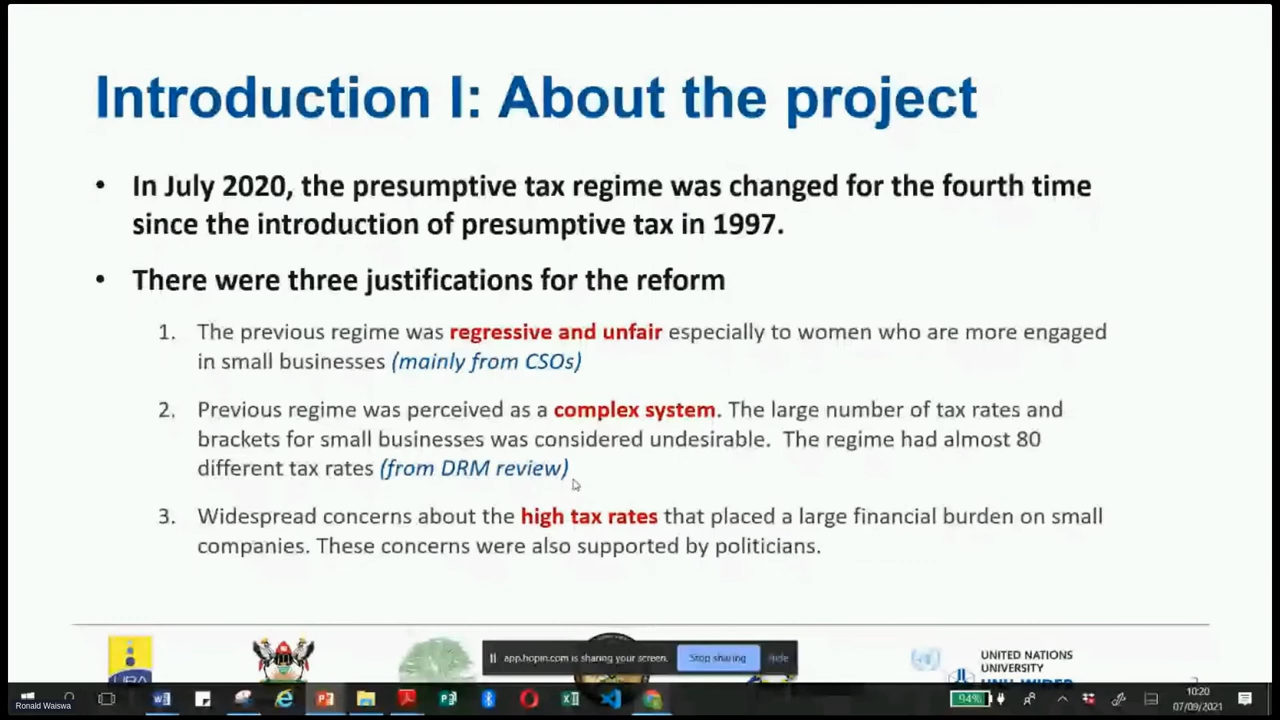 Introduction I: About the project
• In July 2020, the presumptive tax regime was changed for the fourth time
since the introduction of presumptive tax in 1997.
• There were three justifications for the reform
1. The previous regime was regressive and unfair especially to women who are more engaged
in small businesses (mainly from CSOs)
2. Previous regime was perceived as a complex system. The large number of tax rates and
brackets for small businesses was considered undesirable. The regime had almost 80
different tax rates (from DRM review)
3. Widespread concerns about the high tax rates that placed a large financial burden on small
companies. These concerns were also supported by politicians.
app.hopin.com is sharing your screen.
Stop sharing
Hide
UNITED NATIONS
UNIVERSITY
UNU-WIDER
URA
Ronald Waiswa
94%
10:20
07/09/2021